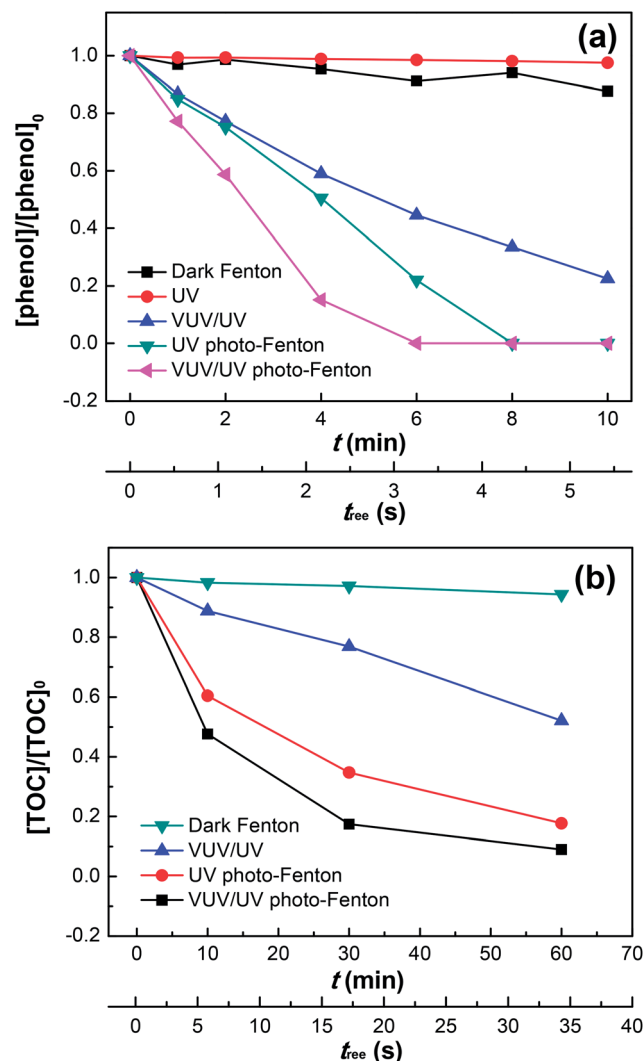 (a)
1.0
0.8
0.6
0.4
0.2
0.0
-0.2
[phenol]/[phenol]0
Dark Fenton
UV
VUV/UV
UV photo-Fenton
VUV/UV photo-Fenton
0 2 4 6 8 10
t (min)
0 1 2 3 4 5
tree (s)
(b)
1.0
0.8
0.6
0.4
0.2
0.0
-0.2
[TOC]/[TOC]0
Dark Fenton
VUV/UV
UV photo-Fenton
VUV/UV photo-Fenton
0 10 20 30 40 50 60 70
t (min)
0 5 10 15 20 25 30 35 40
tree (s)